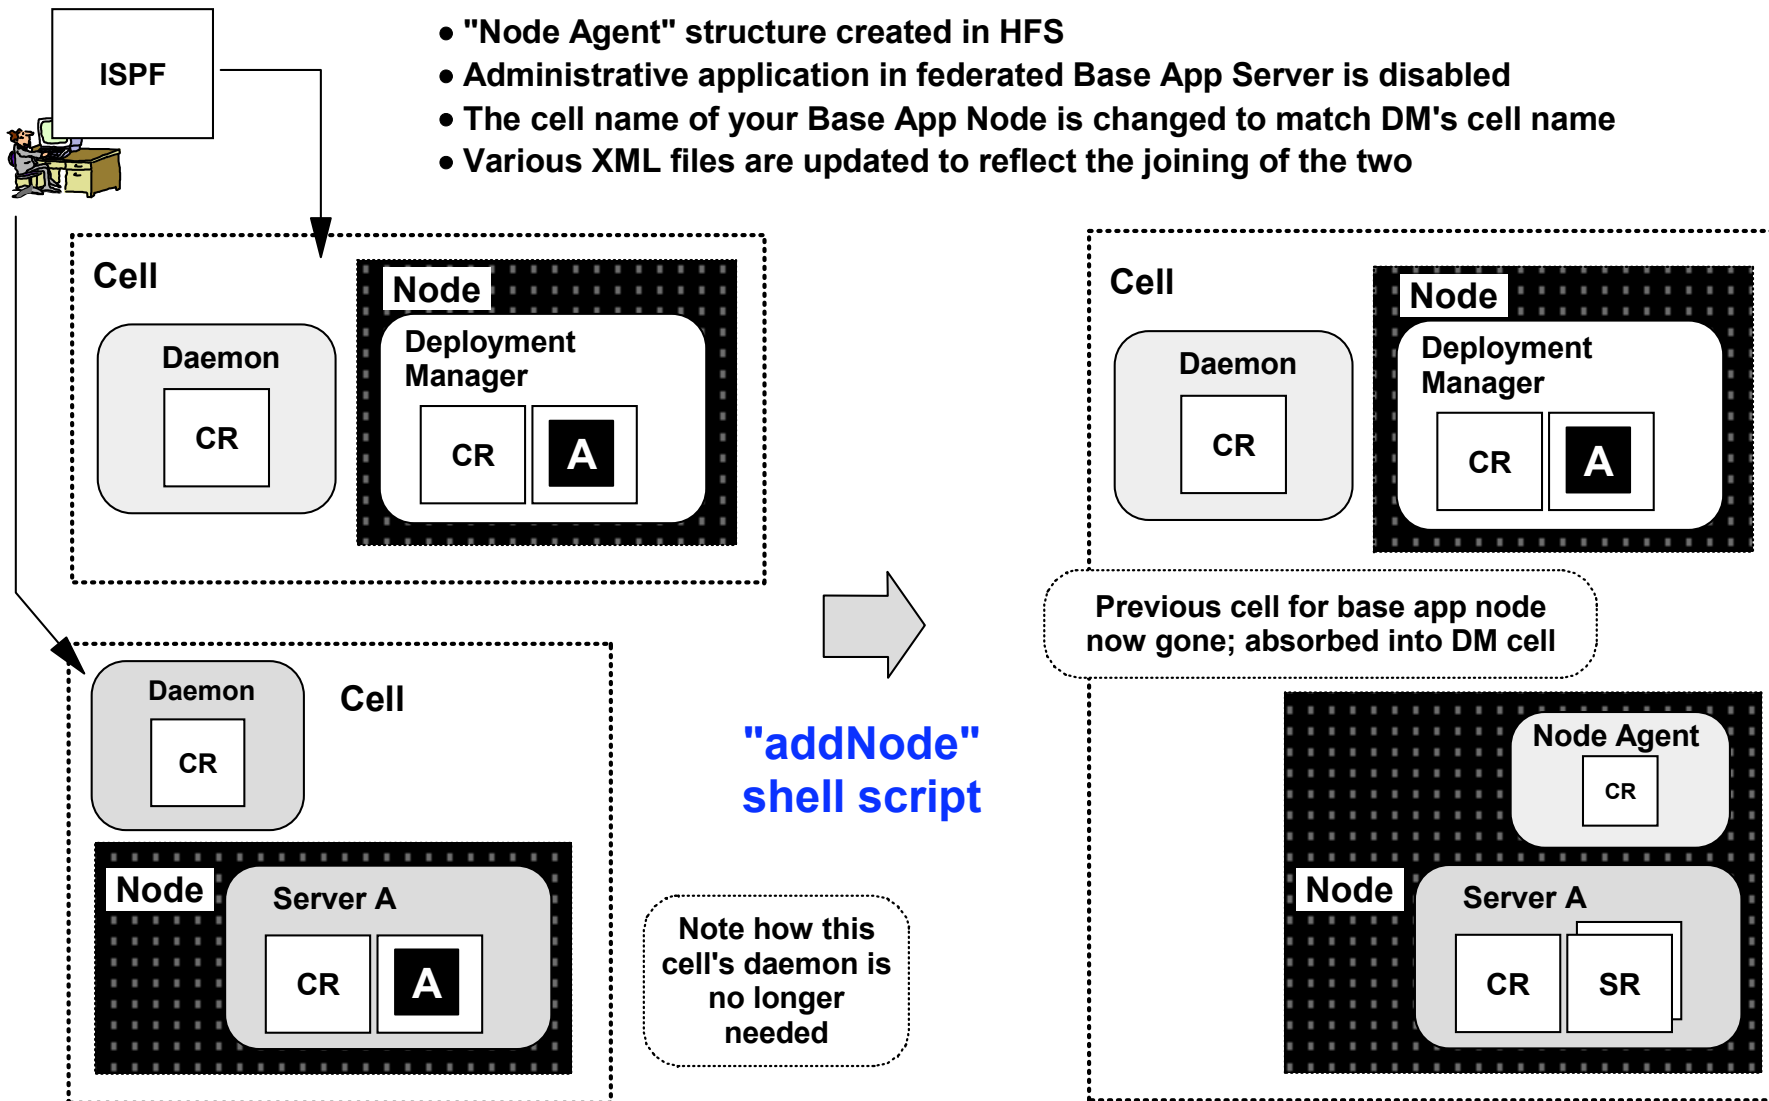 ISPF
• "Node Agent" structure created in HFS
• Administrative application in federated Base App Server is disabled
• The cell name of your Base App Node is changed to match DM's cell name
• Various XML files are updated to reflect the joining of the two
Cell
Node
Daemon
CR
Deployment
Manager
CR
A
Daemon
CR
Cell
Node
Server A
CR
A
"addNode"
shell script
Note how this
cell's daemon is
no longer
needed
Cell
Node
Daemon
CR
Deployment
Manager
CR
A
Previous cell for base app node
now gone; absorbed into DM cell
Node Agent
CR
Node
Server A
CR
SR